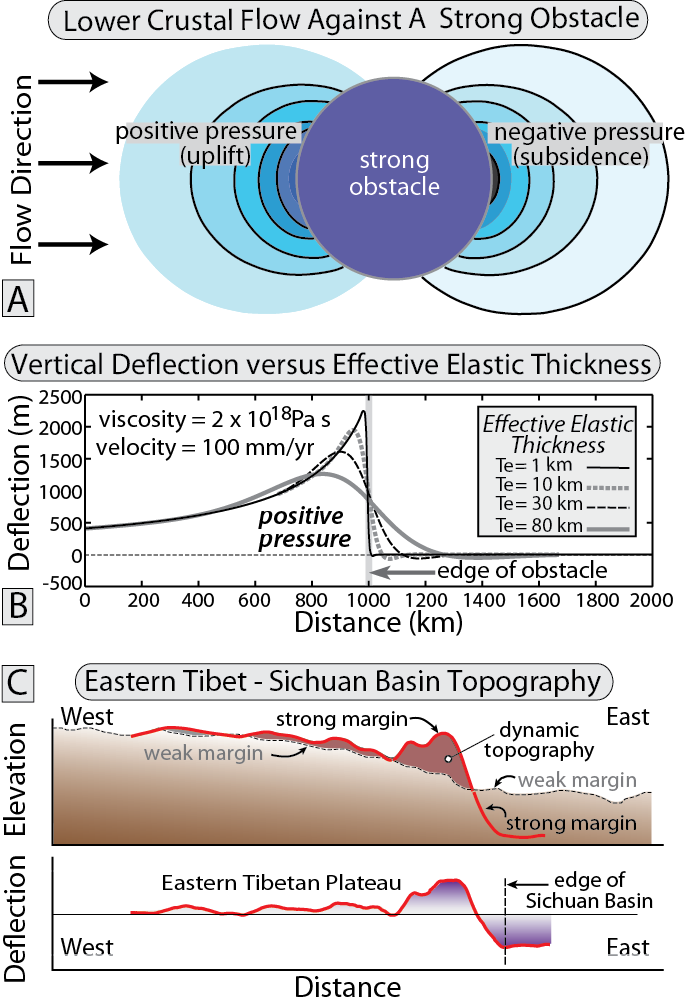 Lower Crustal Flow Against A Strong Obstacle
Flow Direction
positive pressure
(uplift)
strong
obstacle
negative pressure
(subsidence)
A
Vertical Deflection versus Effective Elastic Thickness
Deflection (m)
2500
2000
1500
1000
500
0
-500
viscosity = 2 x 10¹⁸Pa s
velocity = 100 mm/yr
Effective Elastic
Thickness
Te= 1 km
Te= 10 km
Te= 30 km
Te= 80 km
positive
pressure
edge of obstacle
0 200 400 600 800 1000 1200 1400 1600 1800 2000
Distance (km)
B
C
Eastern Tibet - Sichuan Basin Topography
Elevation
West
East
strong margin
weak margin
dynamic
topography
weak margin
strong margin
Deflection
Eastern Tibetan Plateau
edge of
Sichuan Basin
West
East
Distance